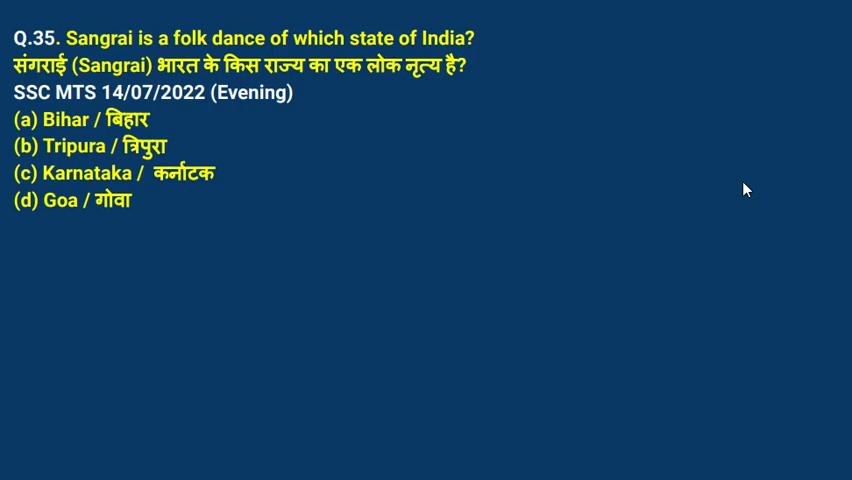 Q.35. Sangrai is a folk dance of which state of India?
संगराई (Sangrai) भारत के किस राज्य का एक लोक नृत्य है?
SSC MTS 14/07/2022 (Evening)
(a) Bihar / बिहार
(b) Tripura / त्रिपुरा
(c) Karnataka / कर्नाटक
(d) Goa / गोवा